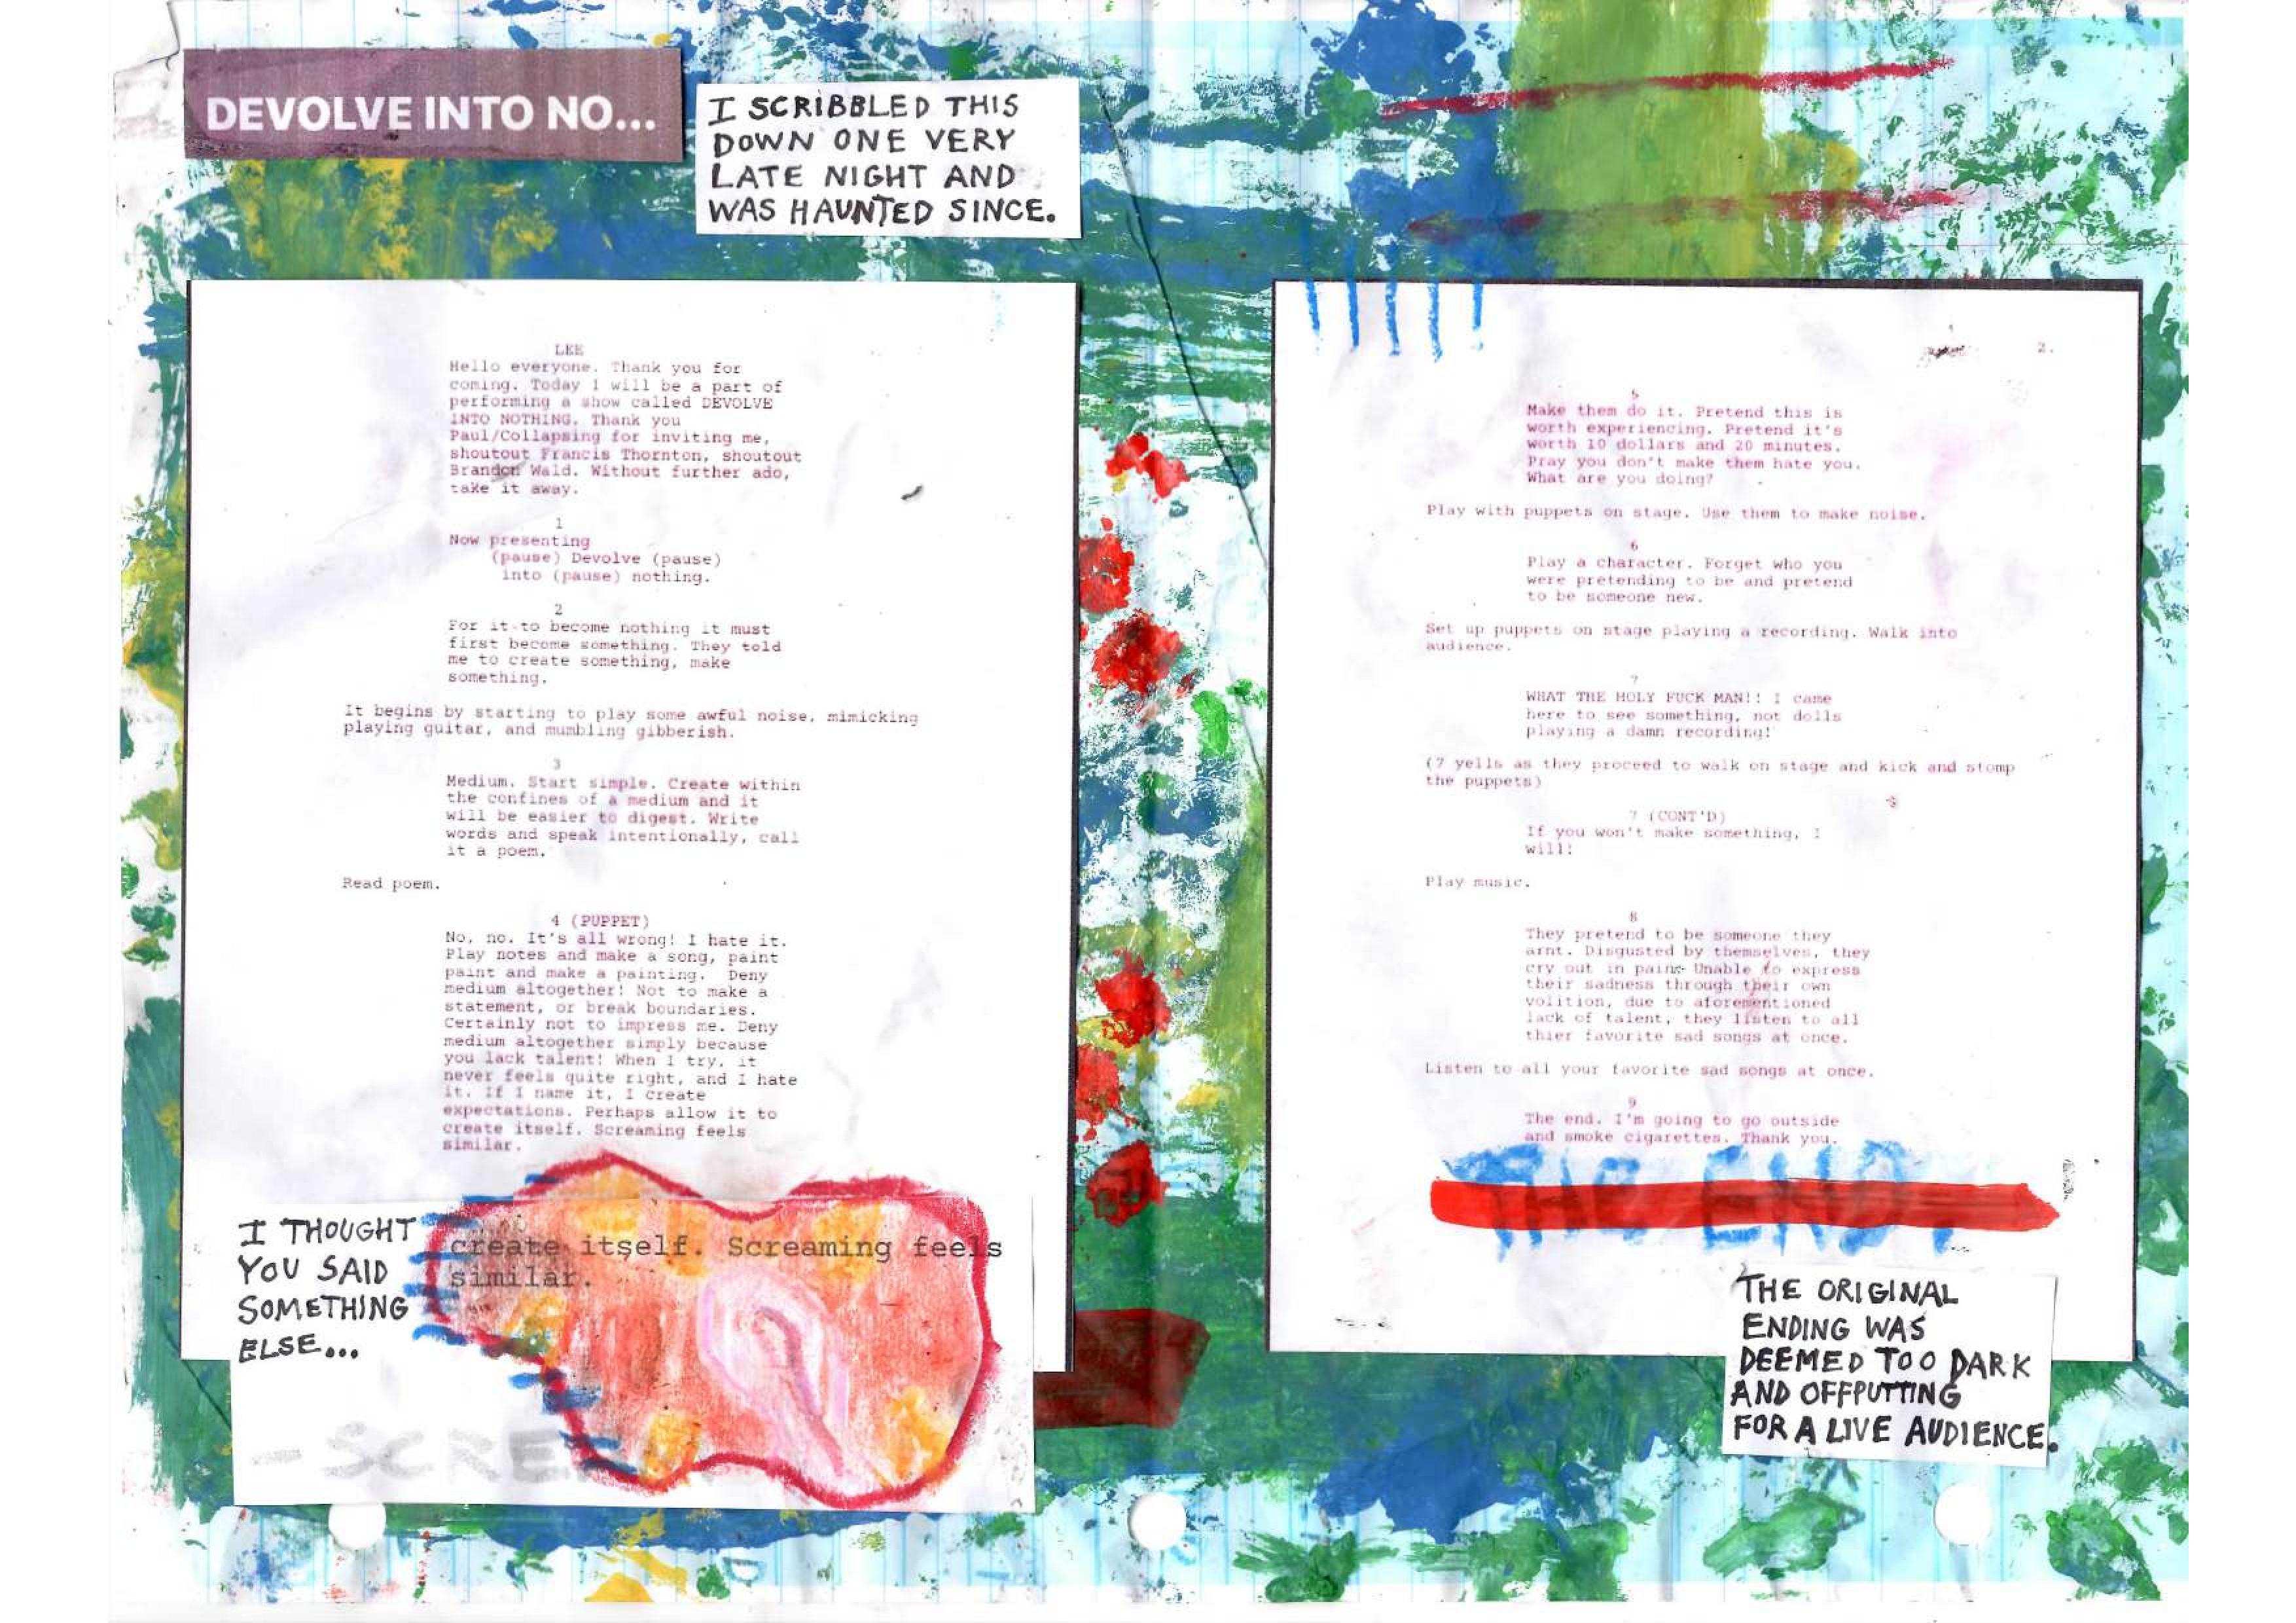 DEVOLVE INTO NO...
I SCRIBBLED THIS
DOWN ONE VERY
LATE NIGHT AND
WAS HAUNTED SINCE.
LEE
Hello everyone. Thank you for
coming. Today I will be a part of
performing a show called DEVOLVE
INTO NOTHING. Thank you
Paul/Collapsing for inviting me,
shoutout Francis Thornton, shoutout
Brandon Wald. Without further ado,
take it away.
1
Now presenting
(pause) Devolve (pause)
into (pause) nothing.
2
For it to become nothing it must
first become something. They told
me to create something, make
something.
It begins by starting to play some awful noise, mimicking
playing guitar, and mumbling gibberish.
3
Medium. Start simple. Create within
the confines of a medium and it
will be easier to digest. Write
words and speak intentionally, call
it a poem.
Read poem.
4 (PUPPET)
No, no. It's all wrong! I hate it.
Play notes and make a song, paint
paint and make a painting. Deny
medium altogether! Not to make a
statement, or break boundaries.
Certainly not to impress me. Deny
medium altogether simply because
you lack talent! When I try, it
never feels quite right, and I hate
it. If I name it, I create
expectations. Perhaps allow it to
create itself. Screaming feels
similar.
I THOUGHT
YOU SAID
SOMETHING
ELSE...
create itself. Screaming feels
similar.
- SCRE
2.
5
Make them do it. Pretend this is
worth experiencing. Pretend it's
worth 10 dollars and 20 minutes.
Pray you don't make them hate you.
What are you doing?
Play with puppets on stage. Use them to make noise.
6
Play a character. Forget who you
were pretending to be and pretend
to be someone new.
Set up puppets on stage playing a recording. Walk into
audience.
7
WHAT THE HOLY FUCK MAN!! I came
here to see something, not dolls
playing a damn recording!
(7 yells as they proceed to walk on stage and kick and stomp
the puppets)
7 (CONT'D)
If you won't make something, I
will!
Play music.
8
They pretend to be someone they
arnt. Disgusted by themselves, they
cry out in pain. Unable to express
their sadness through their own
volition, due to aforementioned
lack of talent, they listen to all
thier favorite sad songs at once.
Listen to all your favorite sad songs at once.
9
The end. I'm going to go outside
and smoke cigarettes. Thank you.
THE END.
THE ORIGINAL
ENDING WAS
DEEMED TOO DARK
AND OFFPUTTING
FOR A LIVE AUDIENCE.